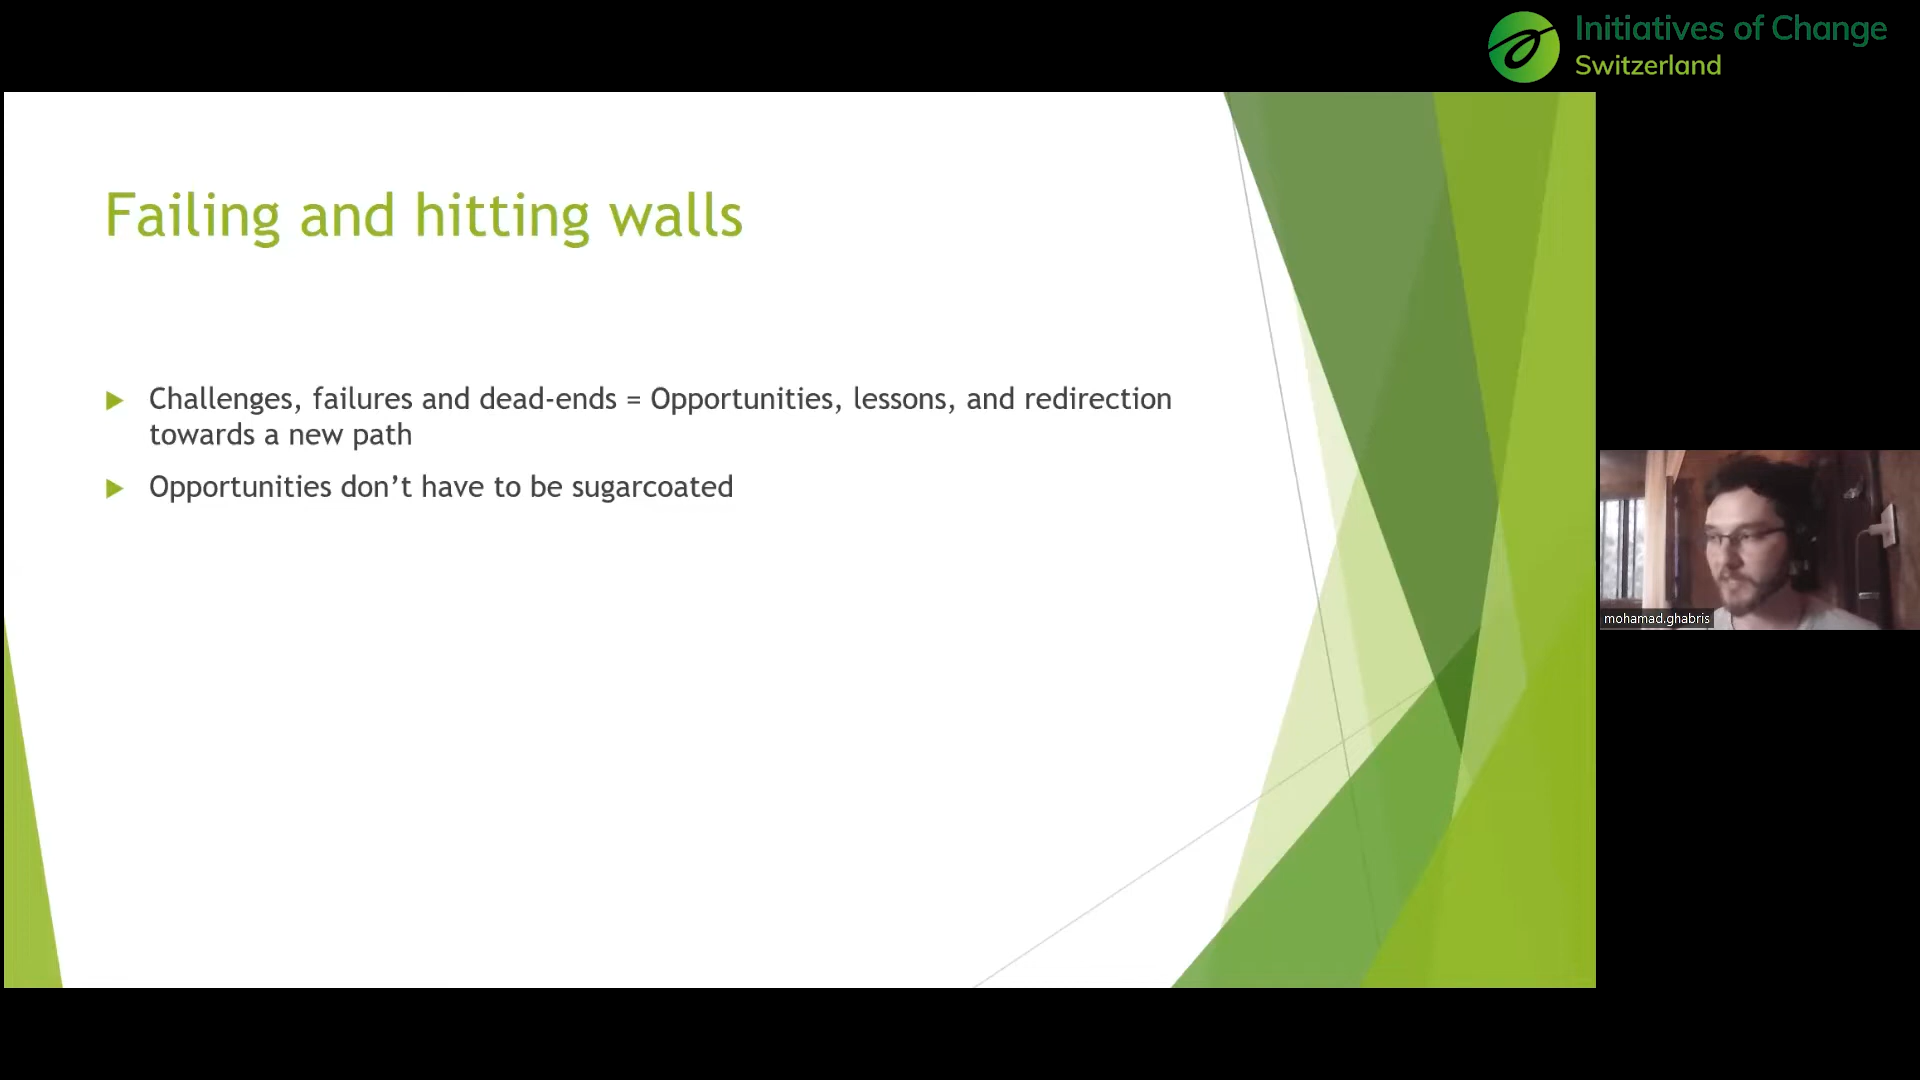 Initiatives of Change
Switzerland
Failing and hitting walls
Challenges, failures and dead-ends = Opportunities, lessons, and redirection
towards a new path
Opportunities don’t have to be sugarcoated
mohamad.ghabris